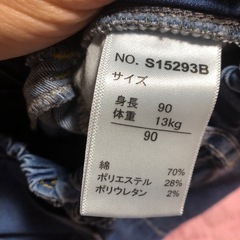 NO. S15293B
サイズ
身長 90
体重 13kg
90
綿 70%
ポリエステル 28%
ポリウレタン 2%